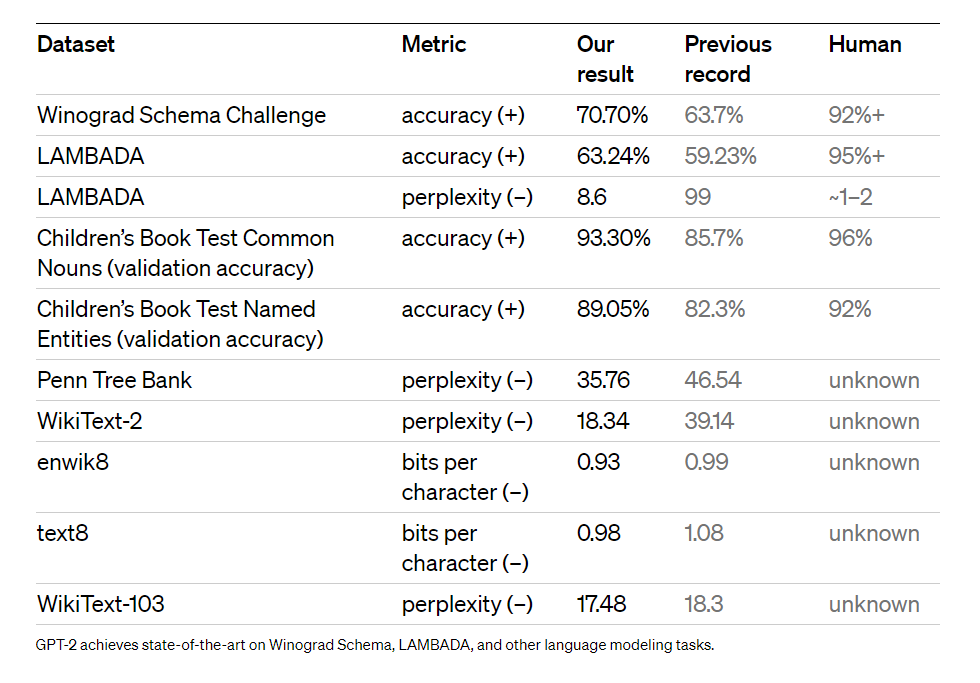 Dataset Metric Our result Previous record Human
Winograd Schema Challenge accuracy (+) 70.70% 63.7% 92%+
LAMBADA accuracy (+) 63.24% 59.23% 95%+
LAMBADA perplexity (–) 8.6 99 ~1–2
Children’s Book Test Common Nouns (validation accuracy) accuracy (+) 93.30% 85.7% 96%
Children’s Book Test Named Entities (validation accuracy) accuracy (+) 89.05% 82.3% 92%
Penn Tree Bank perplexity (–) 35.76 46.54 unknown
WikiText-2 perplexity (–) 18.34 39.14 unknown
enwik8 bits per character (–) 0.93 0.99 unknown
text8 bits per character (–) 0.98 1.08 unknown
WikiText-103 perplexity (–) 17.48 18.3 unknown
GPT-2 achieves state-of-the-art on Winograd Schema, LAMBADA, and other language modeling tasks.